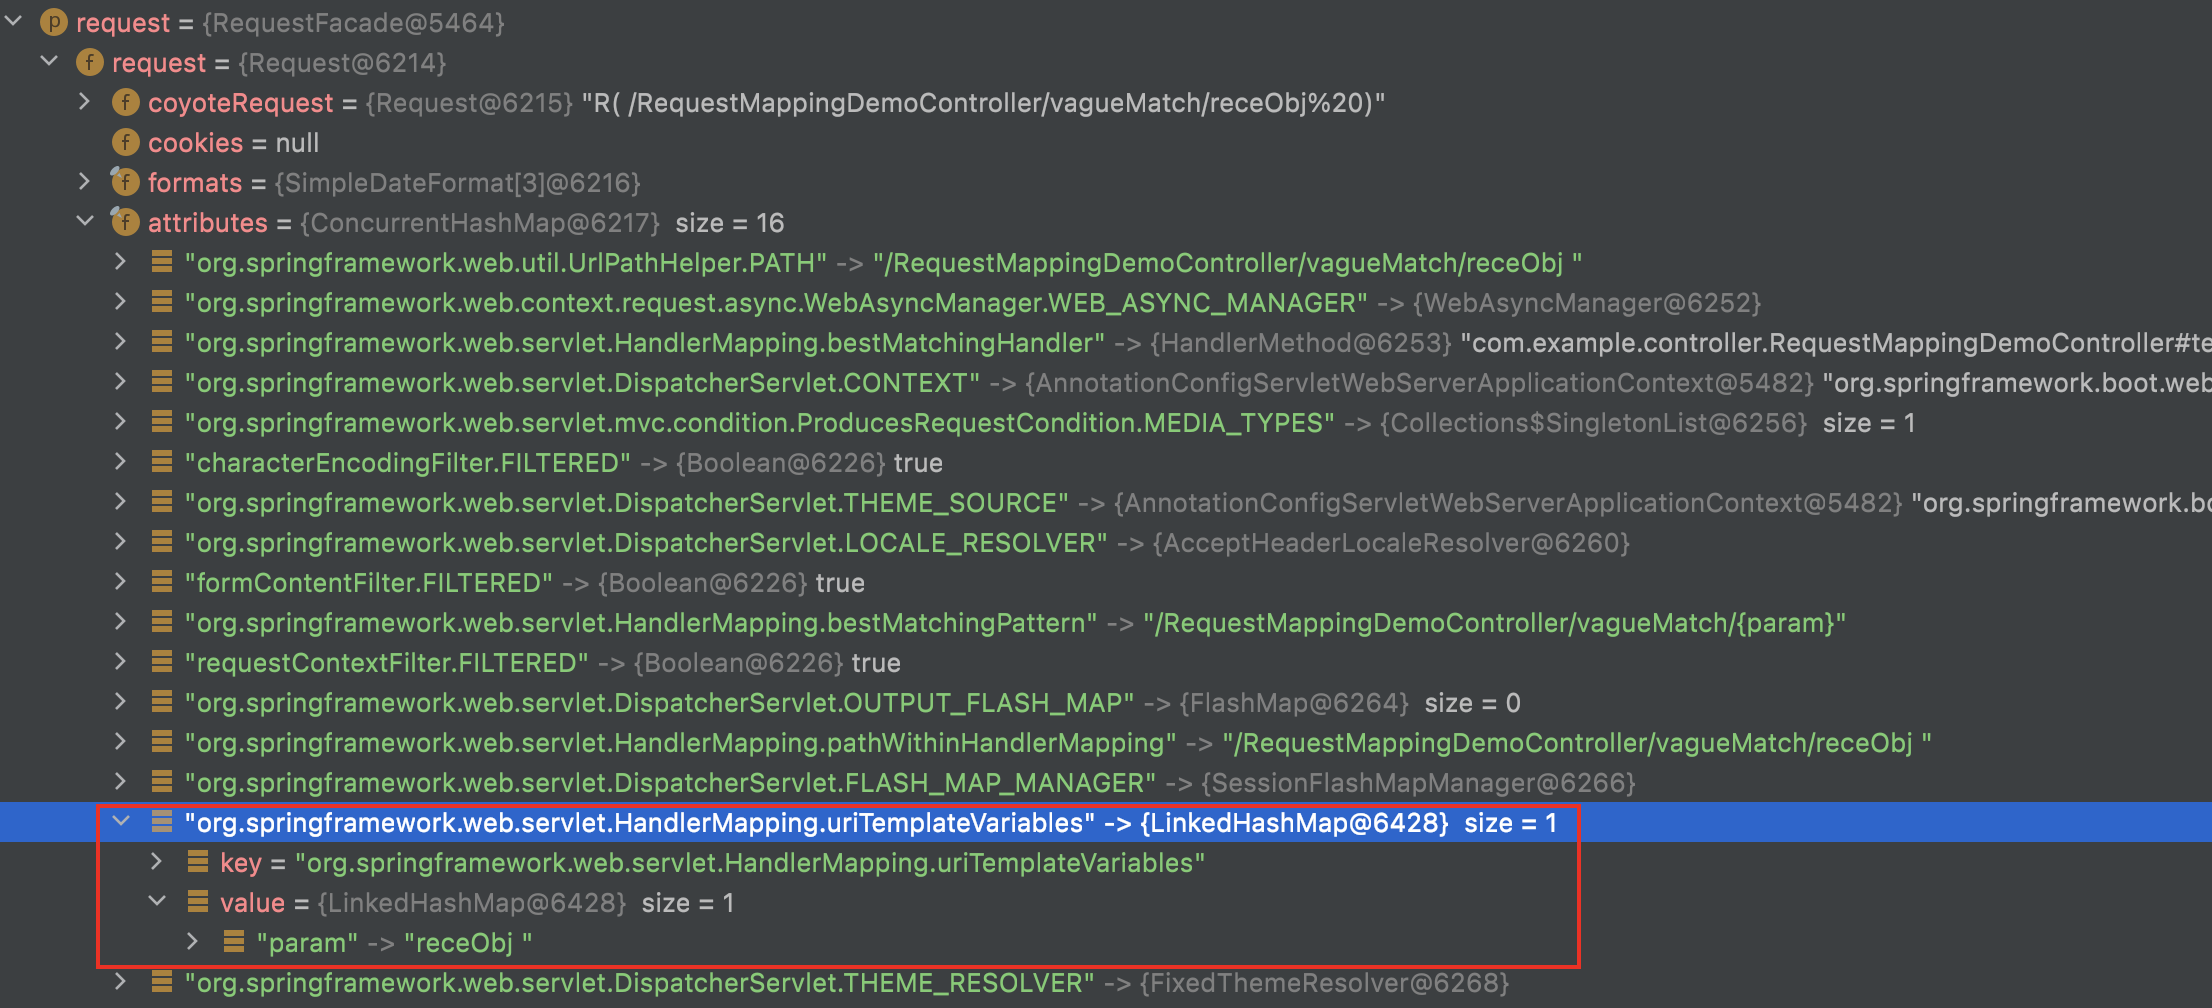 request = {RequestFacade@5464}
request = {Request@6214}
coyoteRequest = {Request@6215} "R( /RequestMappingDemoController/vagueMatch/receObj%20)"
cookies = null
formats = {SimpleDateFormat[3]@6216}
attributes = {ConcurrentHashMap@6217} size = 16
"org.springframework.web.util.UrlPathHelper.PATH" -> "/RequestMappingDemoController/vagueMatch/receObj "
"org.springframework.web.context.request.async.WebAsyncManager.WEB_ASYNC_MANAGER" -> {WebAsyncManager@6252}
"org.springframework.web.servlet.HandlerMapping.bestMatchingHandler" -> {HandlerMethod@6253} "com.example.controller.RequestMappingDemoController#te
"org.springframework.web.servlet.DispatcherServlet.CONTEXT" -> {AnnotationConfigServletWebServerApplicationContext@5482} "org.springframework.boot.web
"org.springframework.web.servlet.mvc.condition.ProducesRequestCondition.MEDIA_TYPES" -> {Collections$SingletonList@6256} size = 1
"characterEncodingFilter.FILTERED" -> {Boolean@6226} true
"org.springframework.web.servlet.DispatcherServlet.THEME_SOURCE" -> {AnnotationConfigServletWebServerApplicationContext@5482} "org.springframework.bo
"org.springframework.web.servlet.DispatcherServlet.LOCALE_RESOLVER" -> {AcceptHeaderLocaleResolver@6260}
"formContentFilter.FILTERED" -> {Boolean@6226} true
"org.springframework.web.servlet.HandlerMapping.bestMatchingPattern" -> "/RequestMappingDemoController/vagueMatch/{param}"
"requestContextFilter.FILTERED" -> {Boolean@6226} true
"org.springframework.web.servlet.DispatcherServlet.OUTPUT_FLASH_MAP" -> {FlashMap@6264} size = 0
"org.springframework.web.servlet.HandlerMapping.pathWithinHandlerMapping" -> "/RequestMappingDemoController/vagueMatch/receObj "
"org.springframework.web.servlet.DispatcherServlet.FLASH_MAP_MANAGER" -> {SessionFlashMapManager@6266}
"org.springframework.web.servlet.HandlerMapping.uriTemplateVariables" -> {LinkedHashMap@6428} size = 1
key = "org.springframework.web.servlet.HandlerMapping.uriTemplateVariables"
value = {LinkedHashMap@6428} size = 1
"param" -> "receObj "
"org.springframework.web.servlet.DispatcherServlet.THEME_RESOLVER" -> {FixedThemeResolver@6268}